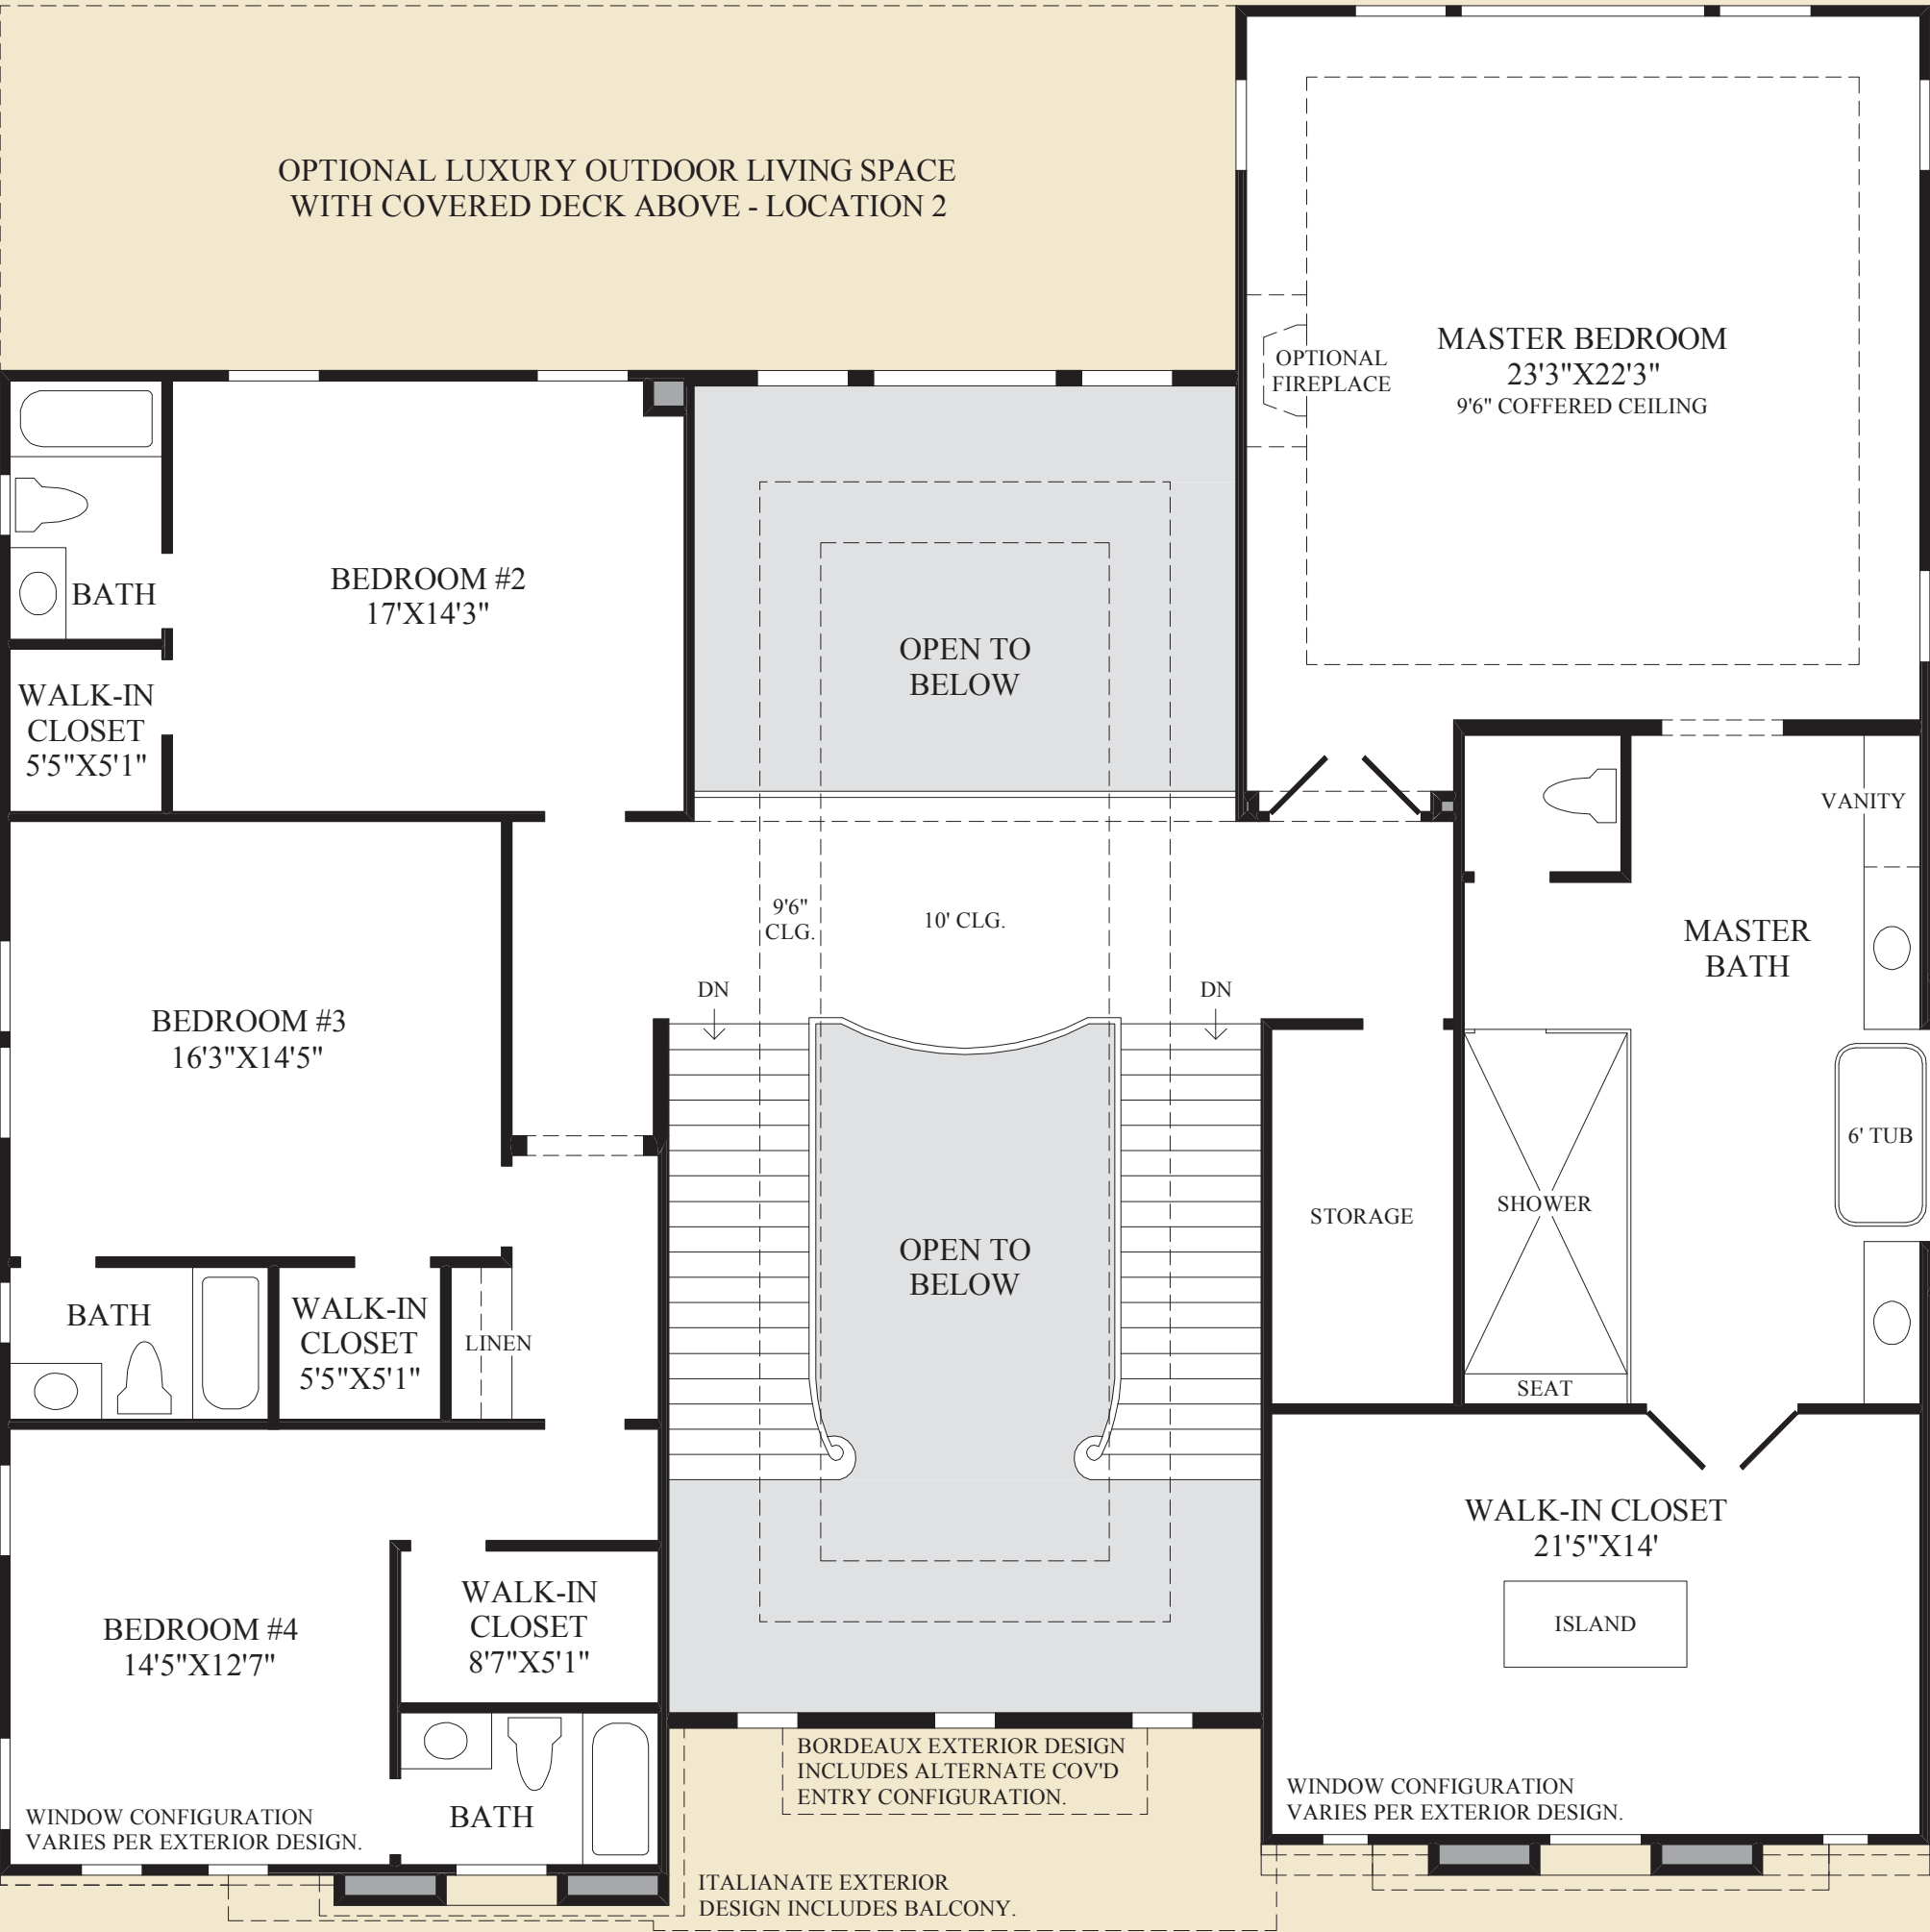 OPTIONAL LUXURY OUTDOOR LIVING SPACE
WITH COVERED DECK ABOVE - LOCATION 2
MASTER BEDROOM
23'3"X22'3"
9'6" COFFERED CEILING
OPTIONAL
FIREPLACE
BATH
BEDROOM #2
17'X14'3"
OPEN TO
BELOW
WALK-IN
CLOSET
5'5"X5'1"
VANITY
9'6"
CLG.
10' CLG.
MASTER
BATH
DN
DN
BEDROOM #3
16'3"X14'5"
6' TUB
SHOWER
STORAGE
OPEN TO
BELOW
BATH
WALK-IN
CLOSET
5'5"X5'1"
LINEN
SEAT
WALK-IN CLOSET
21'5"X14'
ISLAND
WALK-IN
CLOSET
8'7"X5'1"
BEDROOM #4
14'5"X12'7"
BORDEAUX EXTERIOR DESIGN
INCLUDES ALTERNATE COV'D
ENTRY CONFIGURATION.
WINDOW CONFIGURATION
VARIES PER EXTERIOR DESIGN.
WINDOW CONFIGURATION
VARIES PER EXTERIOR DESIGN.
BATH
ITALIANATE EXTERIOR
DESIGN INCLUDES BALCONY.